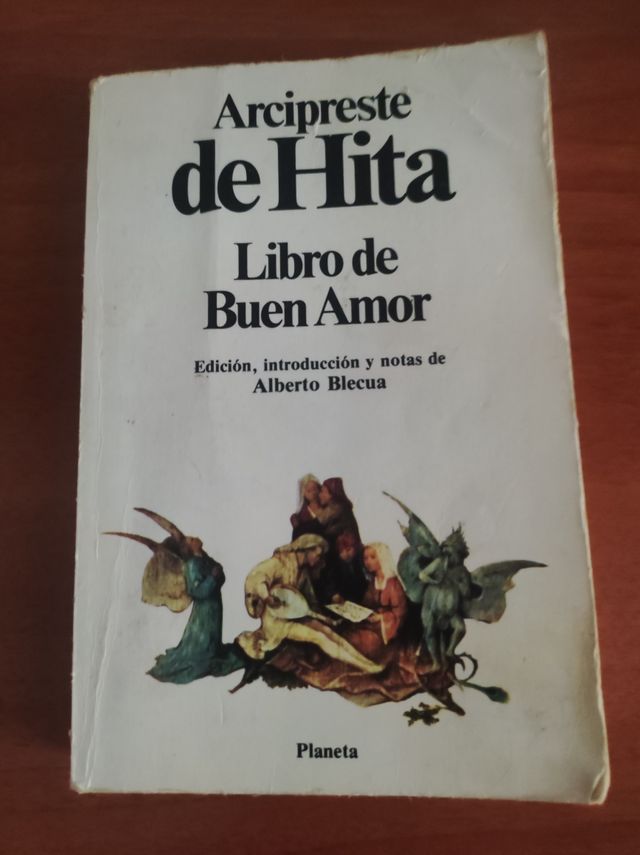 Arcipreste
de Hita
Libro de
Buen Amor
Edición, introducción y notas de
Alberto Blecua
Planeta